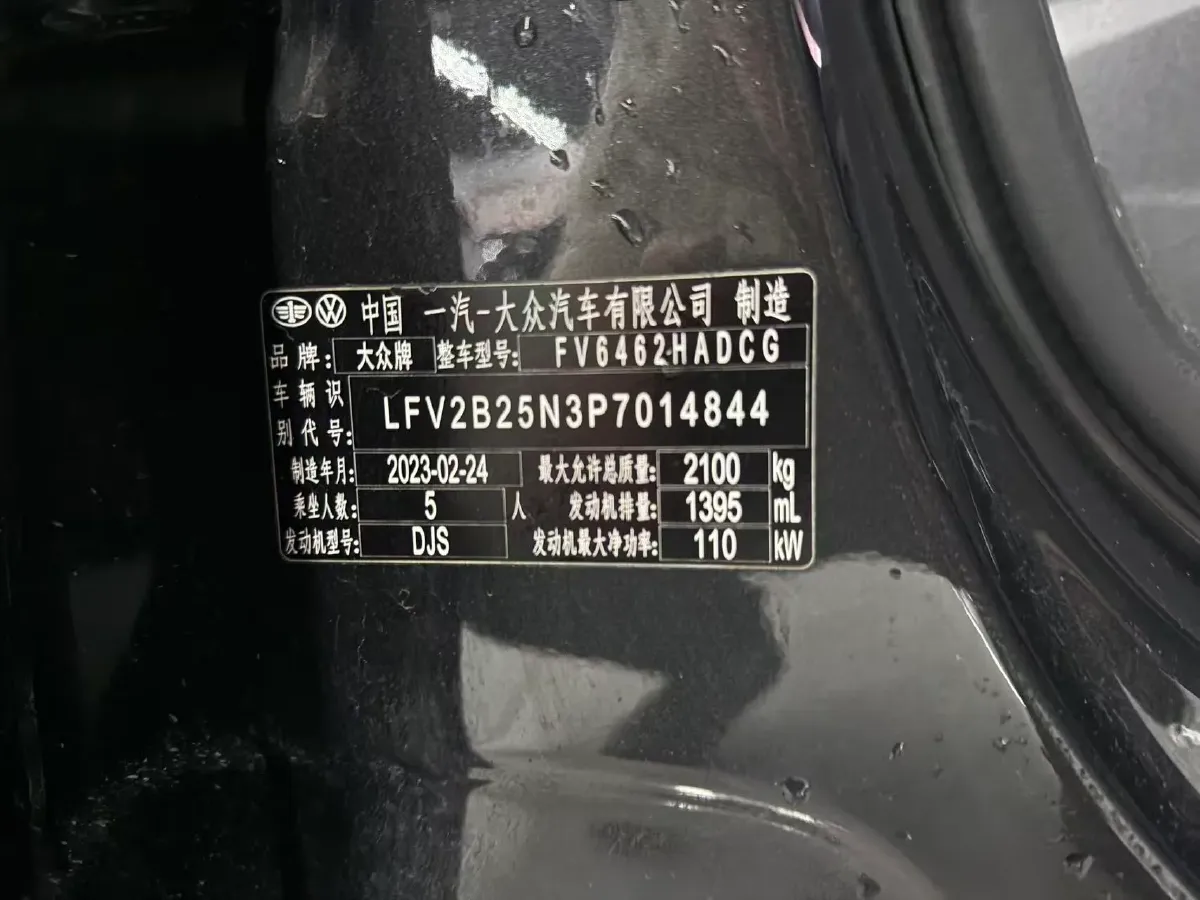 中国 一汽-大众汽车有限公司 制造
品牌: 大众牌 整车型号: FV6462HADCG
车辆识别代号: LFV2B25N3P7014844
制造年月: 2023-02-24 最大允许总质量: 2100 kg
乘坐人数: 5 人 发动机排量: 1395 mL
发动机型号: DJS 发动机最大净功率: 110 kW